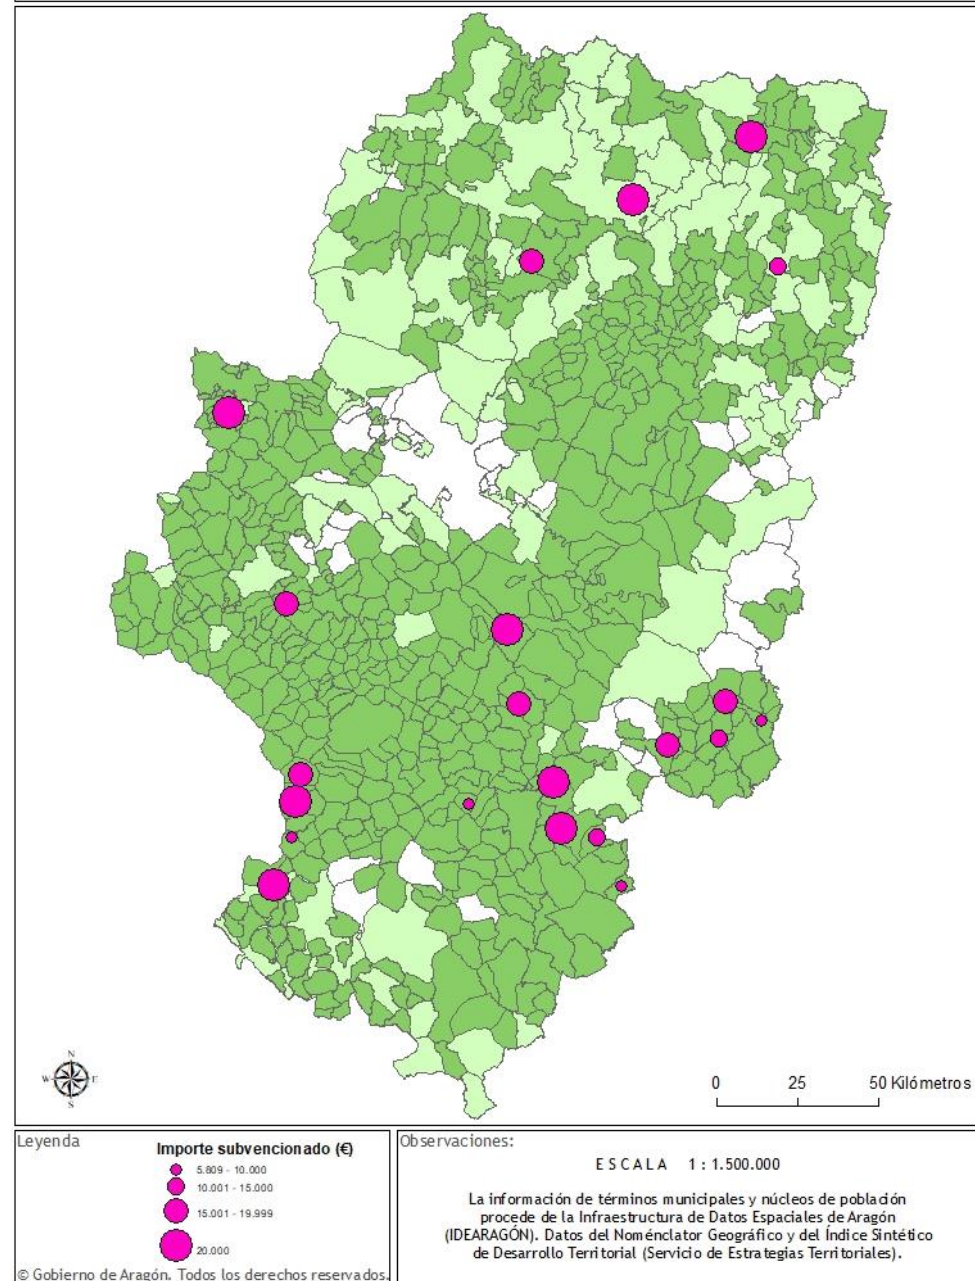 N
W
E
S
0 25 50 Kilómetros
Leyenda
Importe subvencionado (€)
5.809 - 10.000
10.001 - 15.000
15.001 - 19.999
20.000
© Gobierno de Aragón. Todos los derechos reservados.
Observaciones:
ESCALA 1 : 1.500.000
La información de términos municipales y núcleos de población
procede de la Infraestructura de Datos Espaciales de Aragón
(IDEARAGÓN). Datos del Nomenclator Geográfico y del Índice Sintético
de Desarrollo Territorial (Servicio de Estrategias Territoriales).